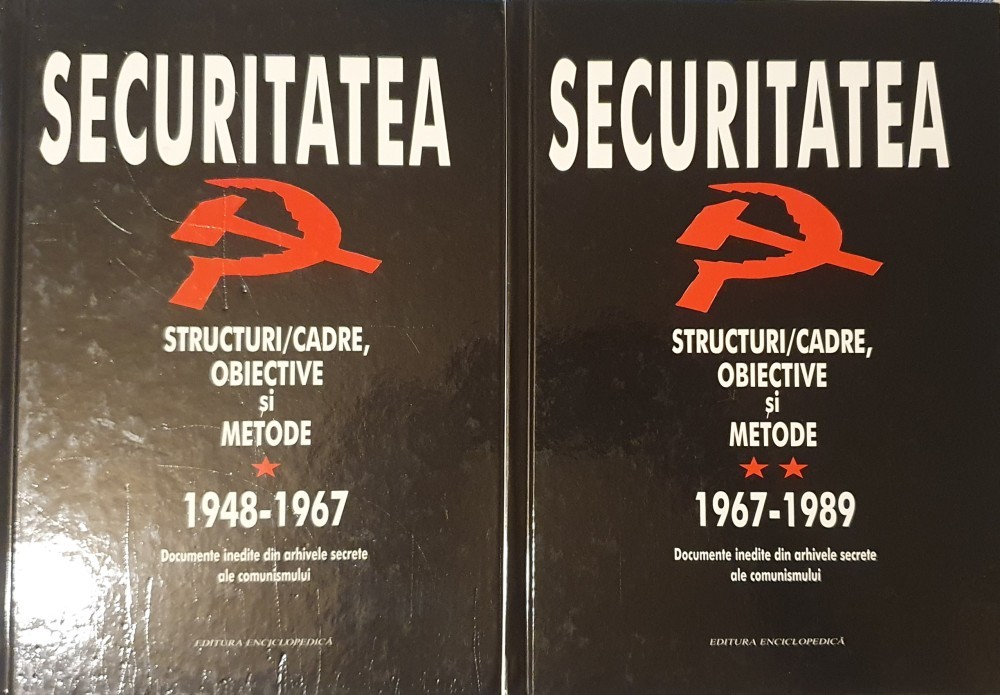 SECURITATEA
STRUCTURI/CADRE,
OBIECTIVE
și
METODE
1948-1967
Documente inedite din arhivele secrete
ale comunismului
EDITURA ENCICLOPEDICĂ
SECURITATEA
STRUCTURI/CADRE,
OBIECTIVE
și
METODE
1967-1989
Documente inedite din arhivele secrete
ale comunismului
EDITURA ENCICLOPEDICĂ